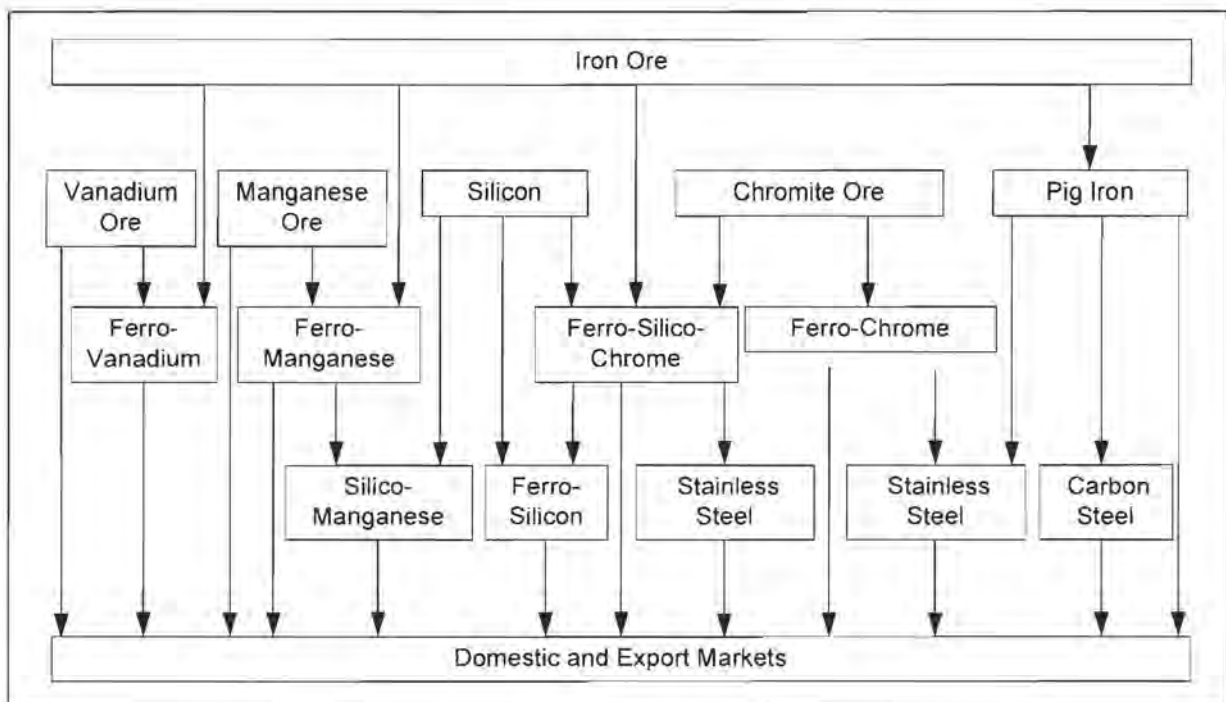 Iron Ore
Vanadium
Ore
Manganese
Ore
Silicon
Chromite Ore
Pig Iron
Ferro-
Vanadium
Ferro-
Manganese
Ferro-Silico-
Chrome
Ferro-Chrome
Silico-
Manganese
Ferro-
Silicon
Stainless
Steel
Stainless
Steel
Carbon
Steel
Domestic and Export Markets